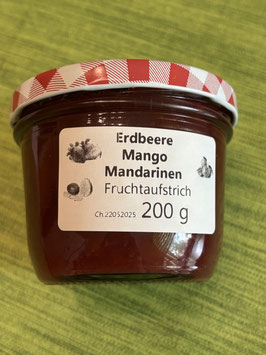 Erdbeere
Mango
Mandarinen
Fruchtaufstrich
Ch.22052025 200 g